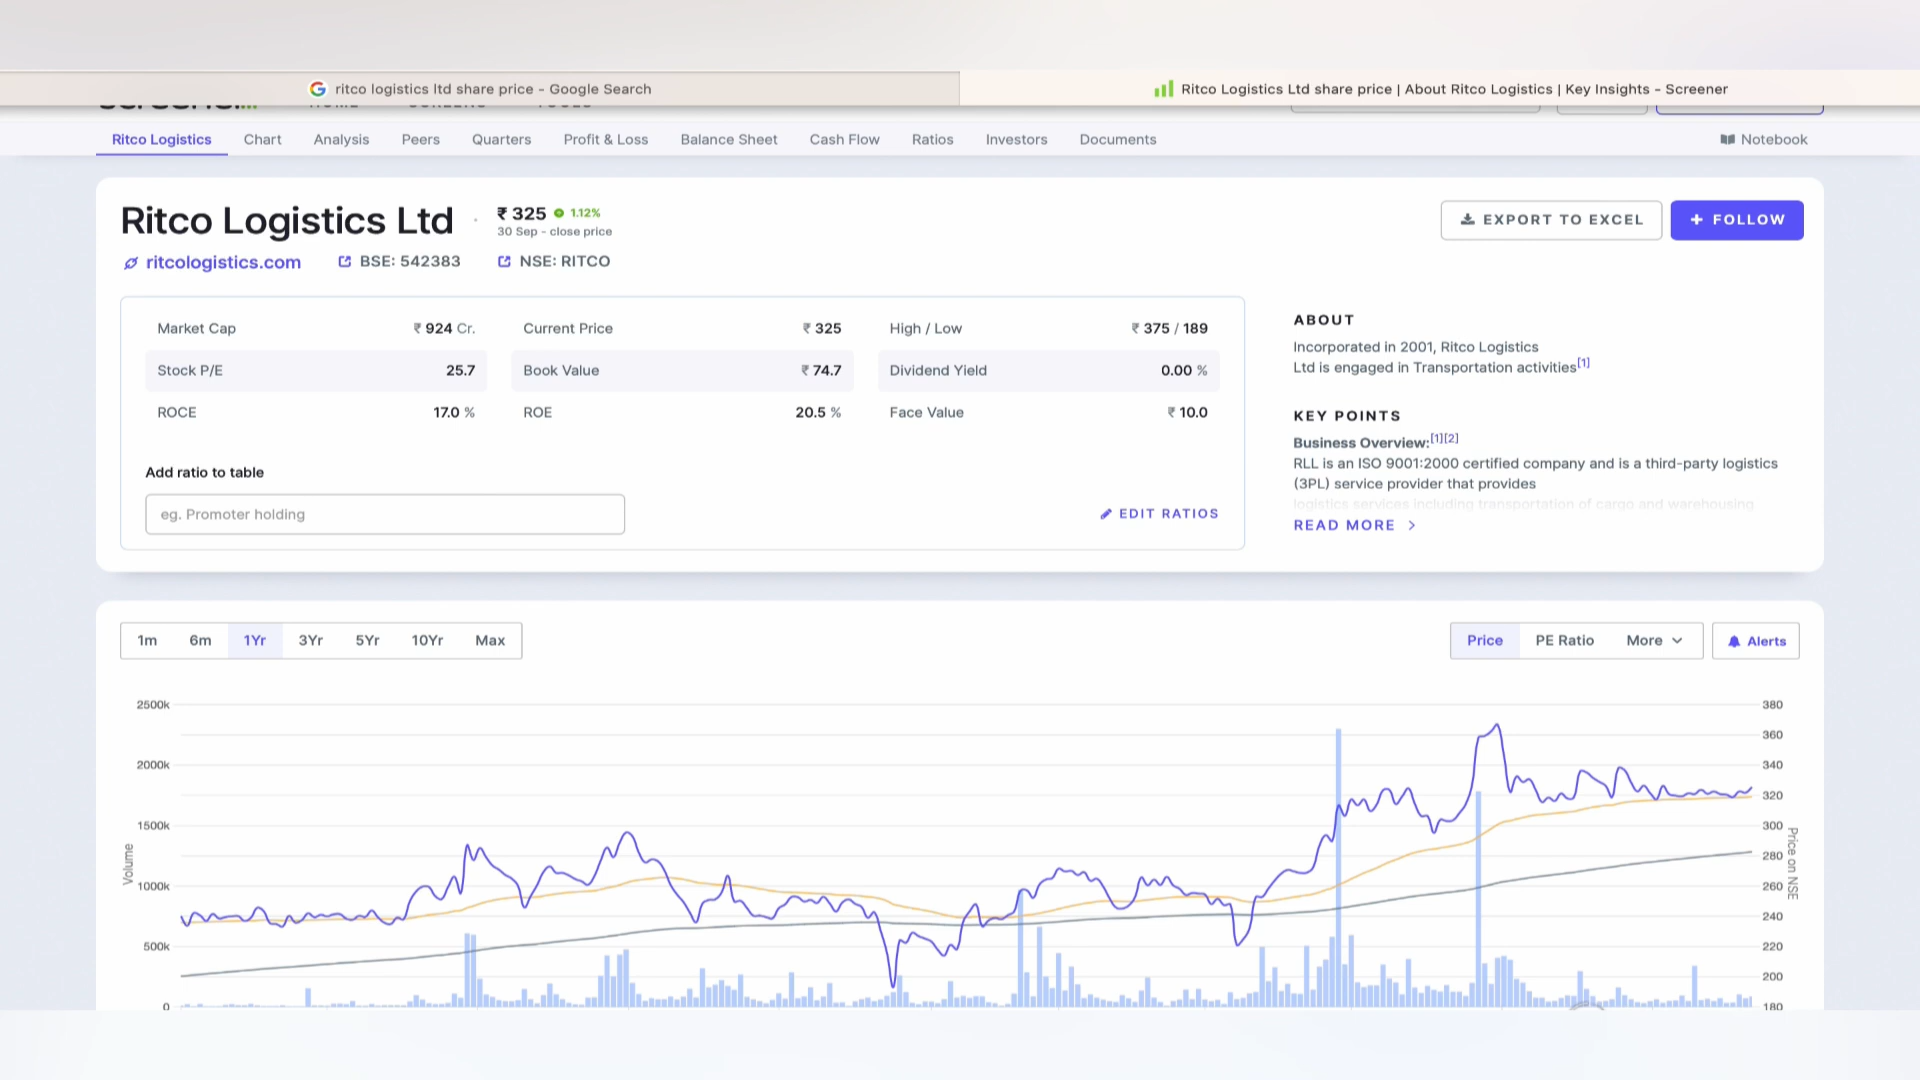 ritco logistics ltd share price - Google Search
Ritco Logistics Ltd share price | About Ritco Logistics | Key Insights - Screener
Ritco Logistics Chart Analysis Peers Quarters Profit & Loss Balance Sheet Cash Flow Ratios Investors Documents Notebook
Ritco Logistics Ltd
₹ 325 1.12%
30 Sep - close price
EXPORT TO EXCEL
+ FOLLOW
ritcologistics.com BSE: 542383 NSE: RITCO
Market Cap ₹ 924 Cr. Current Price ₹ 325 High / Low ₹ 375 / 189
Stock P/E 25.7 Book Value ₹ 74.7 Dividend Yield 0.00 %
ROCE 17.0 % ROE 20.5 % Face Value ₹ 10.0
Add ratio to table
eg. Promoter holding
EDIT RATIOS
ABOUT
Incorporated in 2001, Ritco Logistics
Ltd is engaged in Transportation activities[1]
KEY POINTS
Business Overview:[1][2]
RLL is an ISO 9001:2000 certified company and is a third-party logistics
(3PL) service provider that provides
logistics services including transportation of cargo and warehousing
READ MORE >
1m 6m 1Yr 3Yr 5Yr 10Yr Max
Price PE Ratio More Alerts
2500k
2000k
1500k
1000k
500k
0
Volume
380
360
340
320
300
280
260
240
220
200
180
Price on NSE